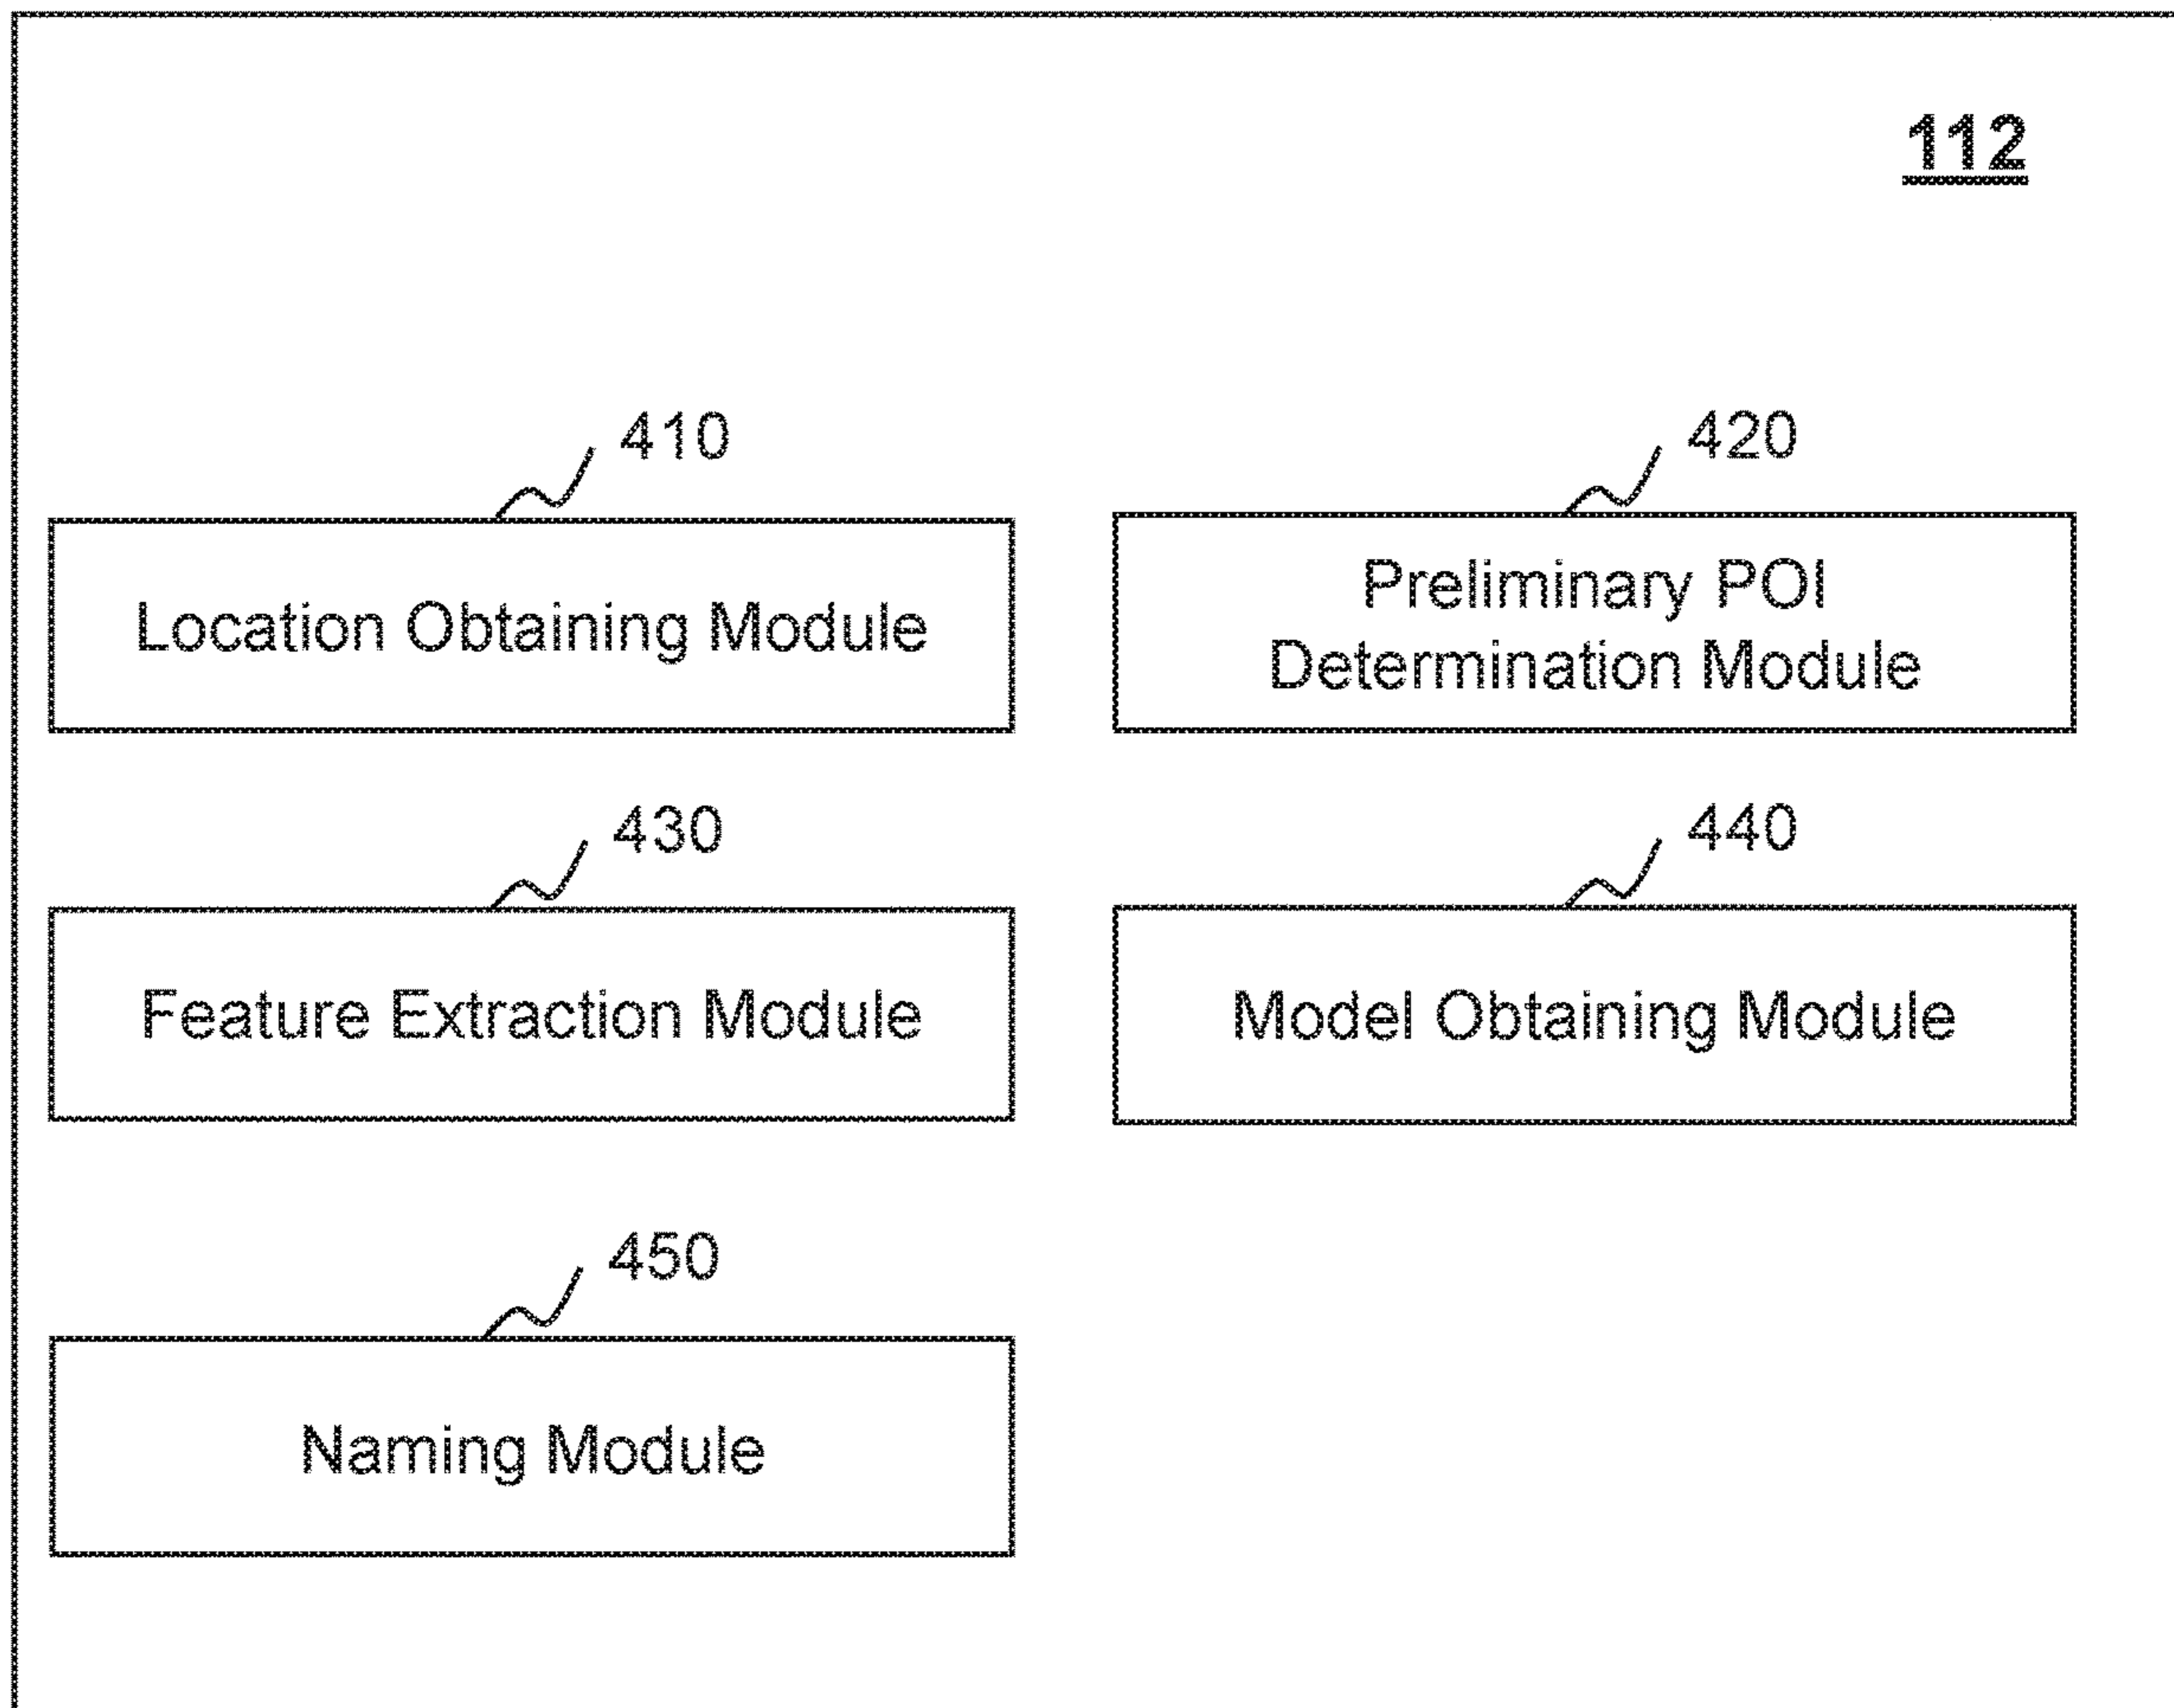 112
410
420
Location Obtaining Module
Preliminary POI
Determination Module
430
440
Feature Extraction Module
Model Obtaining Module
450
Naming Module